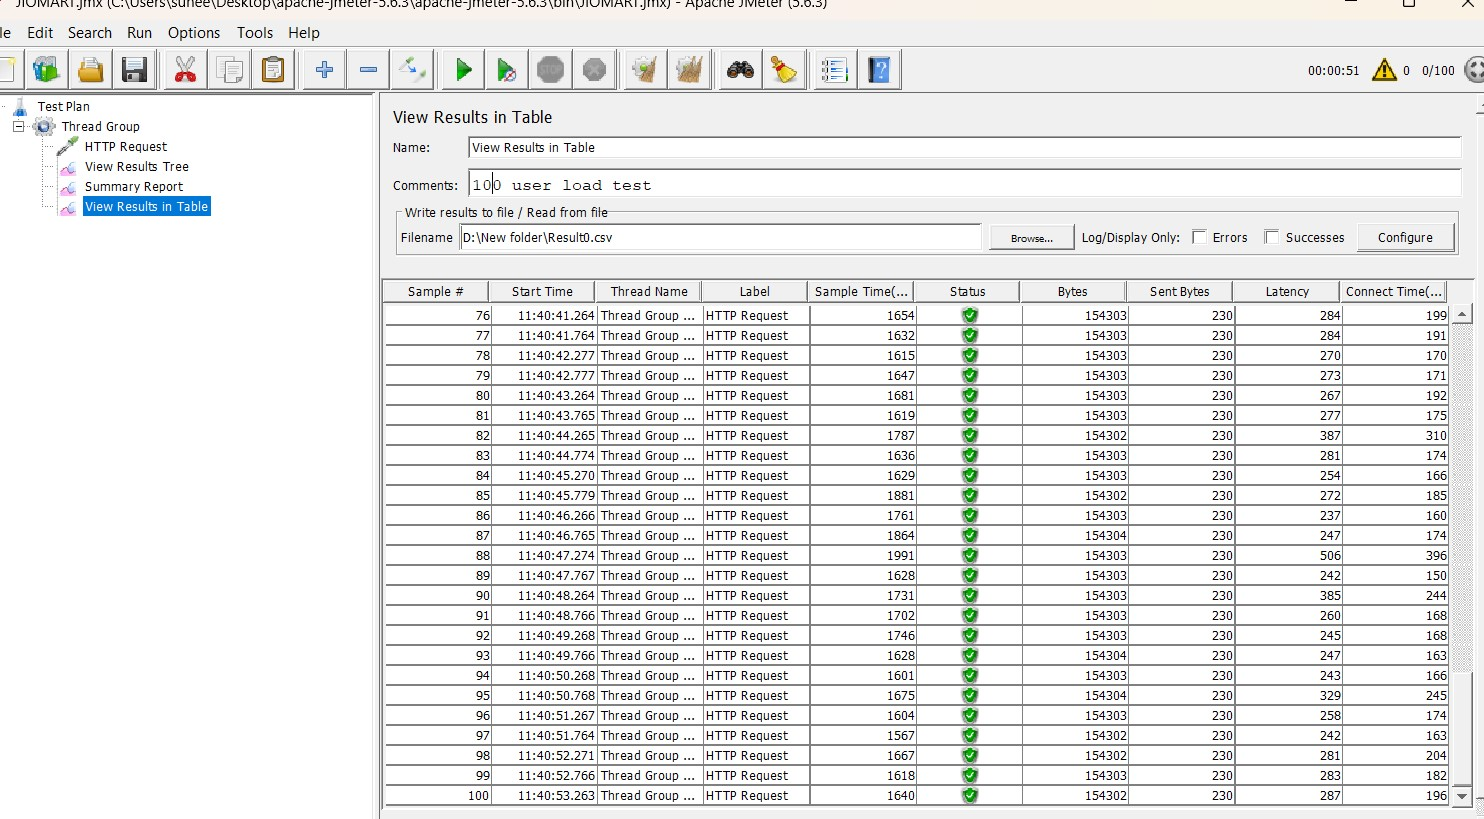 JIOMART.jmx (C:\Users\sunee\Desktop\apache-jmeter-5.6.3\apache-jmeter-5.6.3\bin\JIOMART.jmx) - Apache JMeter (5.6.3)
le Edit Search Run Options Tools Help
STOP 00:00:51 0 0/100
Test Plan
Thread Group
HTTP Request
View Results Tree
Summary Report
View Results in Table
View Results in Table
Name: View Results in Table
Comments: 100 user load test
Write results to file / Read from file
Filename D:\New folder\Result0.csv Browse... Log/Display Only: Errors Successes Configure
Sample # Start Time Thread Name Label Sample Time(... Status Bytes Sent Bytes Latency Connect Time(...
76 11:40:41.264 Thread Group ... HTTP Request 1654 154303 230 284 199
77 11:40:41.764 Thread Group ... HTTP Request 1632 154303 230 284 191
78 11:40:42.277 Thread Group ... HTTP Request 1615 154303 230 270 170
79 11:40:42.777 Thread Group ... HTTP Request 1647 154303 230 273 171
80 11:40:43.264 Thread Group ... HTTP Request 1681 154303 230 267 192
81 11:40:43.765 Thread Group ... HTTP Request 1619 154303 230 277 175
82 11:40:44.265 Thread Group ... HTTP Request 1787 154302 230 387 310
83 11:40:44.774 Thread Group ... HTTP Request 1636 154303 230 281 174
84 11:40:45.270 Thread Group ... HTTP Request 1629 154303 230 254 166
85 11:40:45.779 Thread Group ... HTTP Request 1881 154302 230 272 185
86 11:40:46.266 Thread Group ... HTTP Request 1761 154303 230 237 160
87 11:40:46.765 Thread Group ... HTTP Request 1864 154304 230 247 174
88 11:40:47.274 Thread Group ... HTTP Request 1991 154303 230 506 396
89 11:40:47.767 Thread Group ... HTTP Request 1628 154303 230 242 150
90 11:40:48.264 Thread Group ... HTTP Request 1731 154303 230 385 244
91 11:40:48.766 Thread Group ... HTTP Request 1702 154303 230 260 168
92 11:40:49.268 Thread Group ... HTTP Request 1746 154303 230 245 168
93 11:40:49.766 Thread Group ... HTTP Request 1628 154304 230 247 163
94 11:40:50.268 Thread Group ... HTTP Request 1601 154303 230 243 166
95 11:40:50.768 Thread Group ... HTTP Request 1675 154304 230 329 245
96 11:40:51.267 Thread Group ... HTTP Request 1604 154303 230 258 174
97 11:40:51.764 Thread Group ... HTTP Request 1567 154302 230 242 163
98 11:40:52.271 Thread Group ... HTTP Request 1667 154302 230 281 204
99 11:40:52.766 Thread Group ... HTTP Request 1618 154303 230 283 182
100 11:40:53.263 Thread Group ... HTTP Request 1640 154302 230 287 196